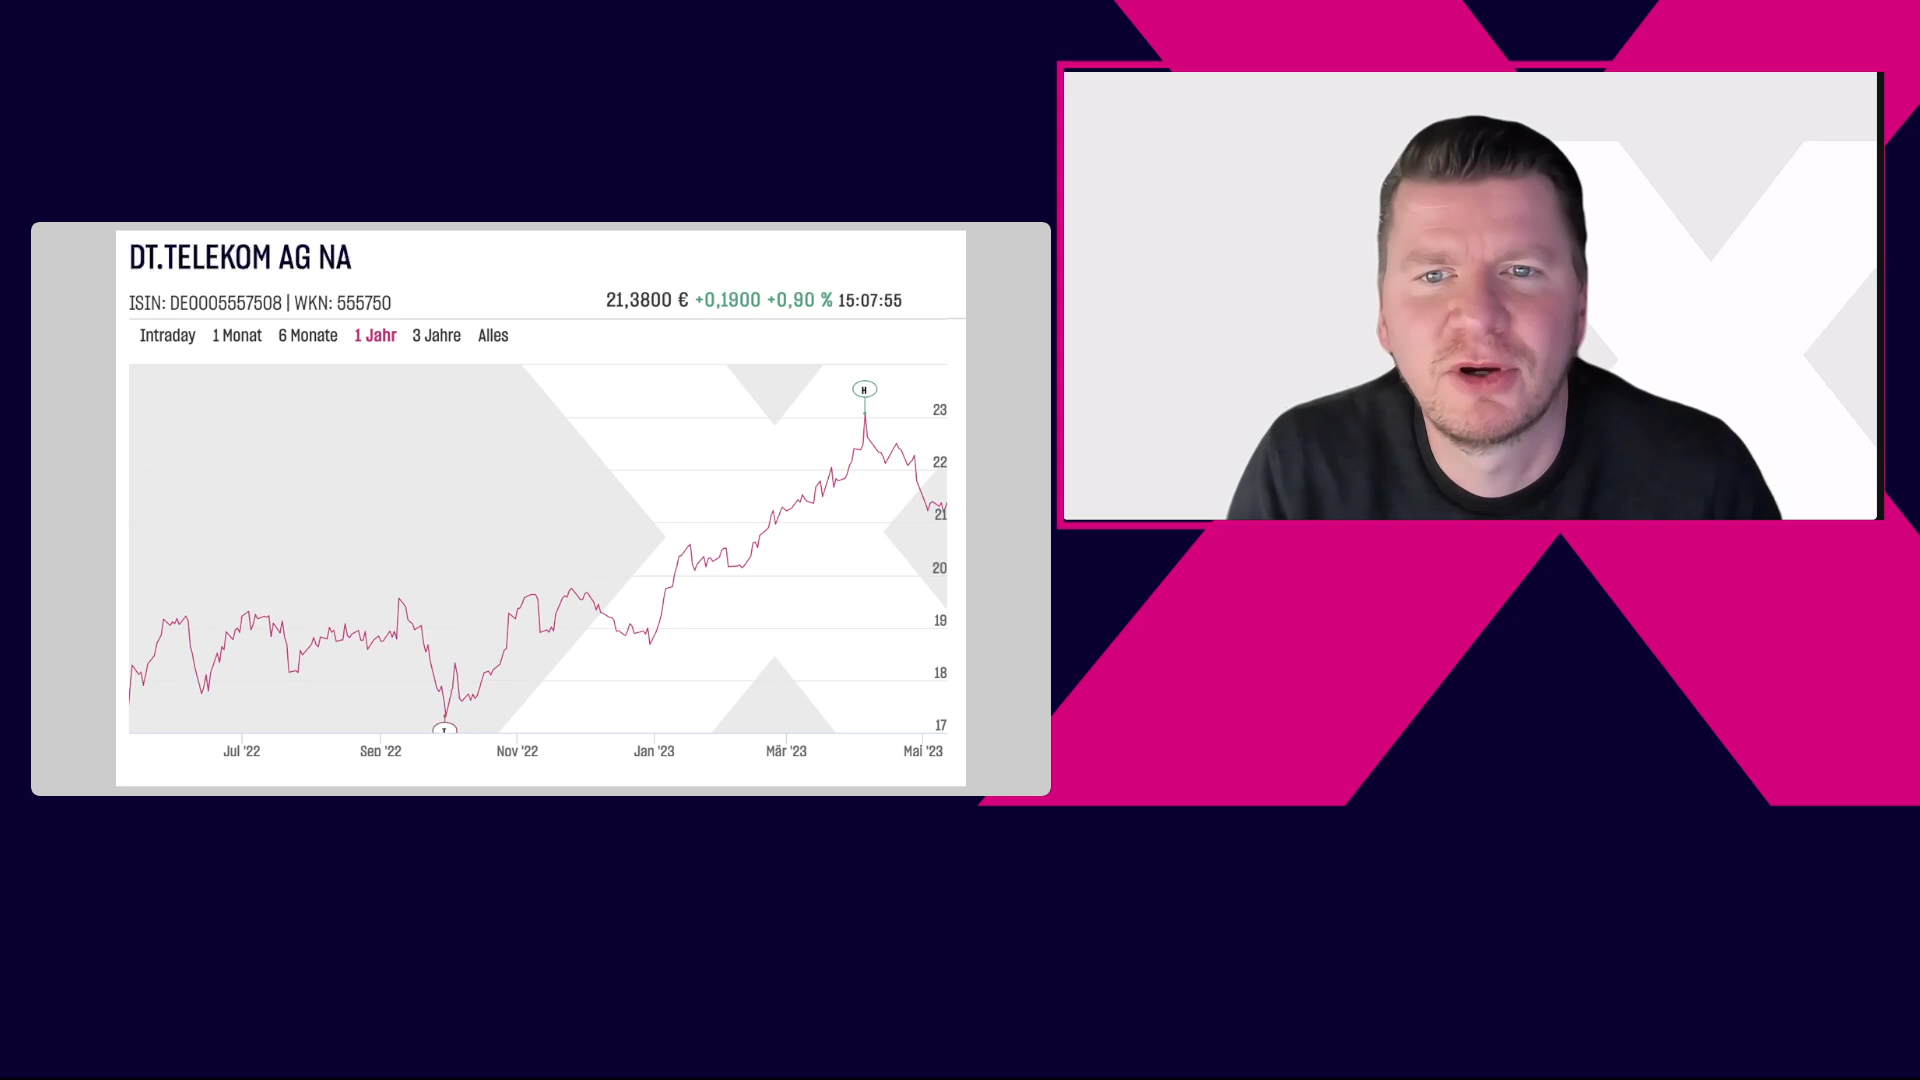 DT.TELEKOM AG NA
ISIN: DE0005557508 | WKN: 555750
21,3800 € +0,1900 +0,90 % 15:07:55
Intraday 1 Monat 6 Monate 1 Jahr 3 Jahre Alles
H
23
22
21
20
19
18
17
T
Jul '22 Sep '22 Nov '22 Jan '23 Mär '23 Mai '23